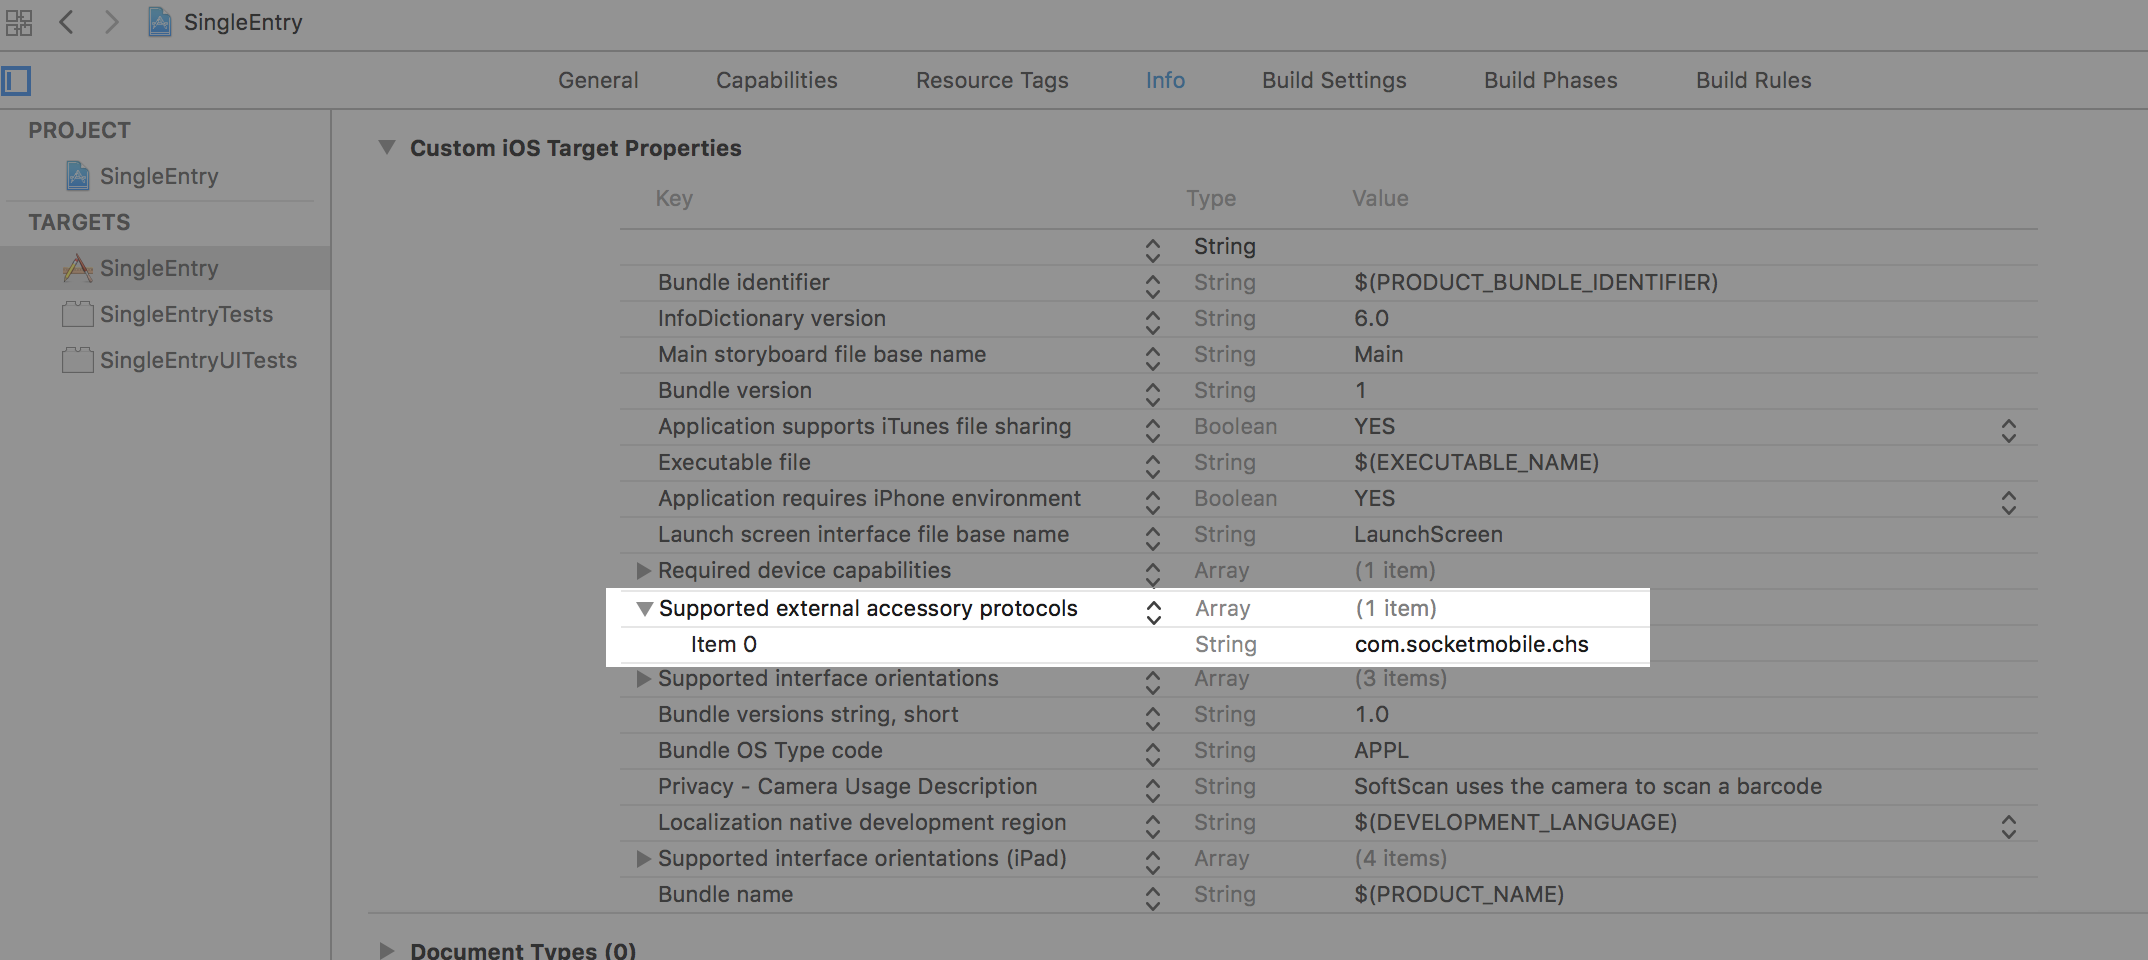 SingleEntry
General Capabilities Resource Tags Info Build Settings Build Phases Build Rules
PROJECT
SingleEntry
TARGETS
SingleEntry
SingleEntryTests
SingleEntryUITests
Custom iOS Target Properties
Key Type Value
String
Bundle identifier String $(PRODUCT_BUNDLE_IDENTIFIER)
InfoDictionary version String 6.0
Main storyboard file base name String Main
Bundle version String 1
Application supports iTunes file sharing Boolean YES
Executable file String $(EXECUTABLE_NAME)
Application requires iPhone environment Boolean YES
Launch screen interface file base name String LaunchScreen
Required device capabilities Array (1 item)
Supported external accessory protocols Array (1 item)
Item 0 String com.socketmobile.chs
Supported interface orientations Array (3 items)
Bundle versions string, short String 1.0
Bundle OS Type code String APPL
Privacy - Camera Usage Description String SoftScan uses the camera to scan a barcode
Localization native development region String $(DEVELOPMENT_LANGUAGE)
Supported interface orientations (iPad) Array (4 items)
Bundle name String $(PRODUCT_NAME)
Document Types (0)